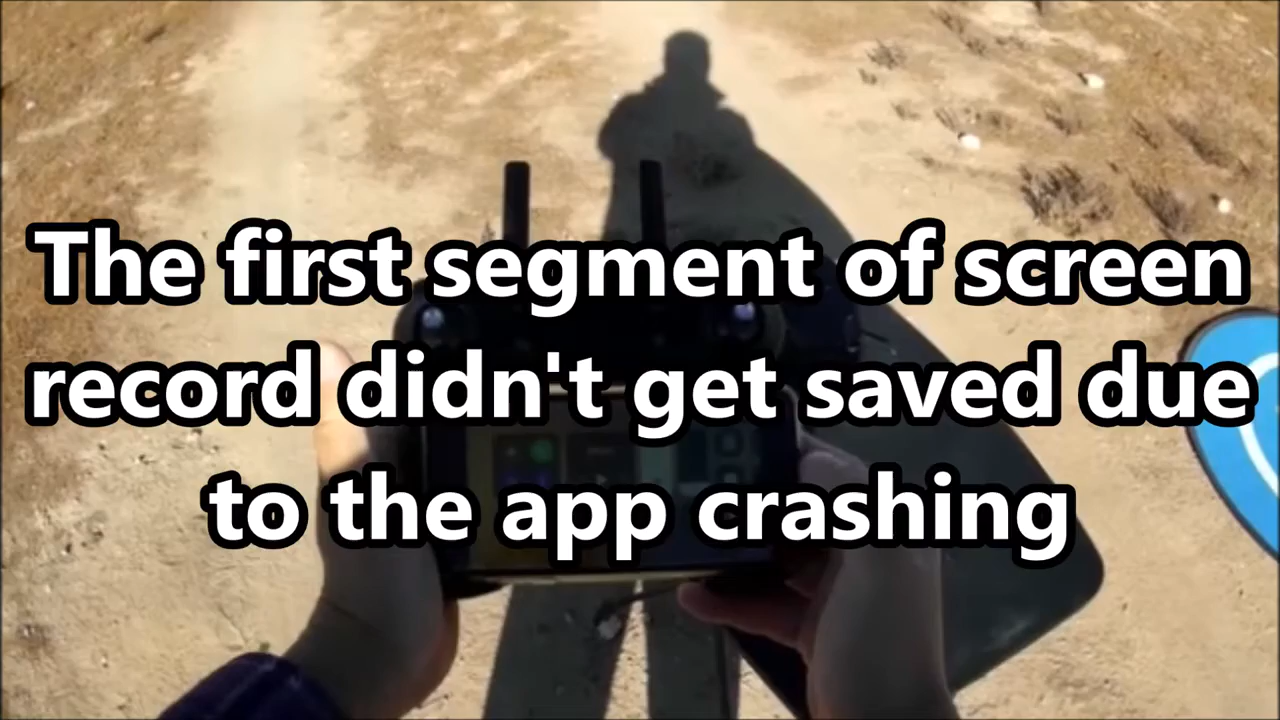 The first segment of screen
record didn't get saved due
to the app crashing